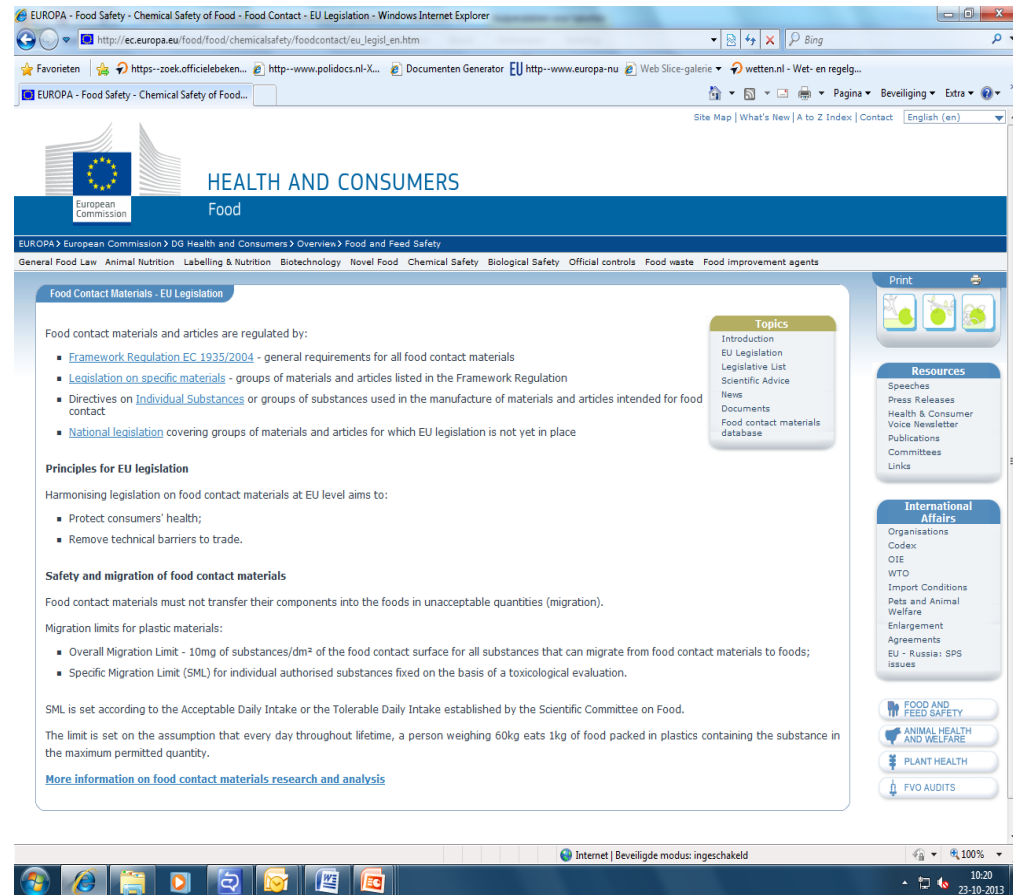 EUROPA - Food Safety - Chemical Safety of Food - Food Contact - EU Legislation - Windows Internet Explorer
http://ec.europa.eu/food/food/chemicalsafety/foodcontact/eu_legisl_en.htm
Bing
Favorieten
https--zoek.officielebeken...
http--www.polidocs.nl-X...
Documenten Generator
http--www.europa-nu
Web Slice-galerie
wetten.nl - Wet- en regelg...
EUROPA - Food Safety - Chemical Safety of Food...
Pagina
Beveiliging
Extra
Site Map | What's New | A to Z Index | Contact
English (en)
European
Commission
HEALTH AND CONSUMERS
Food
EUROPA > European Commission > DG Health and Consumers > Overview > Food and Feed Safety
General Food Law Animal Nutrition Labelling & Nutrition Biotechnology Novel Food Chemical Safety Biological Safety Official controls Food waste Food improvement agents
Food Contact Materials - EU Legislation
Food contact materials and articles are regulated by:
Framework Regulation EC 1935/2004 - general requirements for all food contact materials
Legislation on specific materials - groups of materials and articles listed in the Framework Regulation
Directives on Individual Substances or groups of substances used in the manufacture of materials and articles intended for food
contact
National legislation covering groups of materials and articles for which EU legislation is not yet in place
Topics
Introduction
EU Legislation
Legislative List
Scientific Advice
News
Documents
Food contact materials
database
Principles for EU legislation
Harmonising legislation on food contact materials at EU level aims to:
Protect consumers' health;
Remove technical barriers to trade.
Safety and migration of food contact materials
Food contact materials must not transfer their components into the foods in unacceptable quantities (migration).
Migration limits for plastic materials:
Overall Migration Limit - 10mg of substances/dm² of the food contact surface for all substances that can migrate from food contact materials to foods;
Specific Migration Limit (SML) for individual authorised substances fixed on the basis of a toxicological evaluation.
SML is set according to the Acceptable Daily Intake or the Tolerable Daily Intake established by the Scientific Committee on Food.
The limit is set on the assumption that every day throughout lifetime, a person weighing 60kg eats 1kg of food packed in plastics containing the substance in
the maximum permitted quantity.
More information on food contact materials research and analysis
Print
Resources
Speeches
Press Releases
Health & Consumer
Voice Newsletter
Publications
Committees
Links
International
Affairs
Organisations
Codex
OIE
WTO
Import Conditions
Pets and Animal
Welfare
Enlargement
Agreements
EU - Russia: SPS
issues
FOOD AND
FEED SAFETY
ANIMAL HEALTH
AND WELFARE
PLANT HEALTH
FVO AUDITS
Internet | Beveiligde modus: ingeschakeld
100%
10:20
23-10-2013